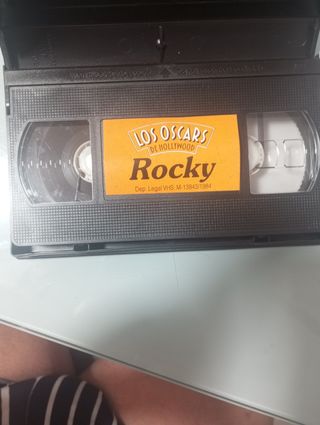 LOS OSCARS
DE HOLLYWOOD
Rocky
Dep. Legal VHS. M-13843/1984